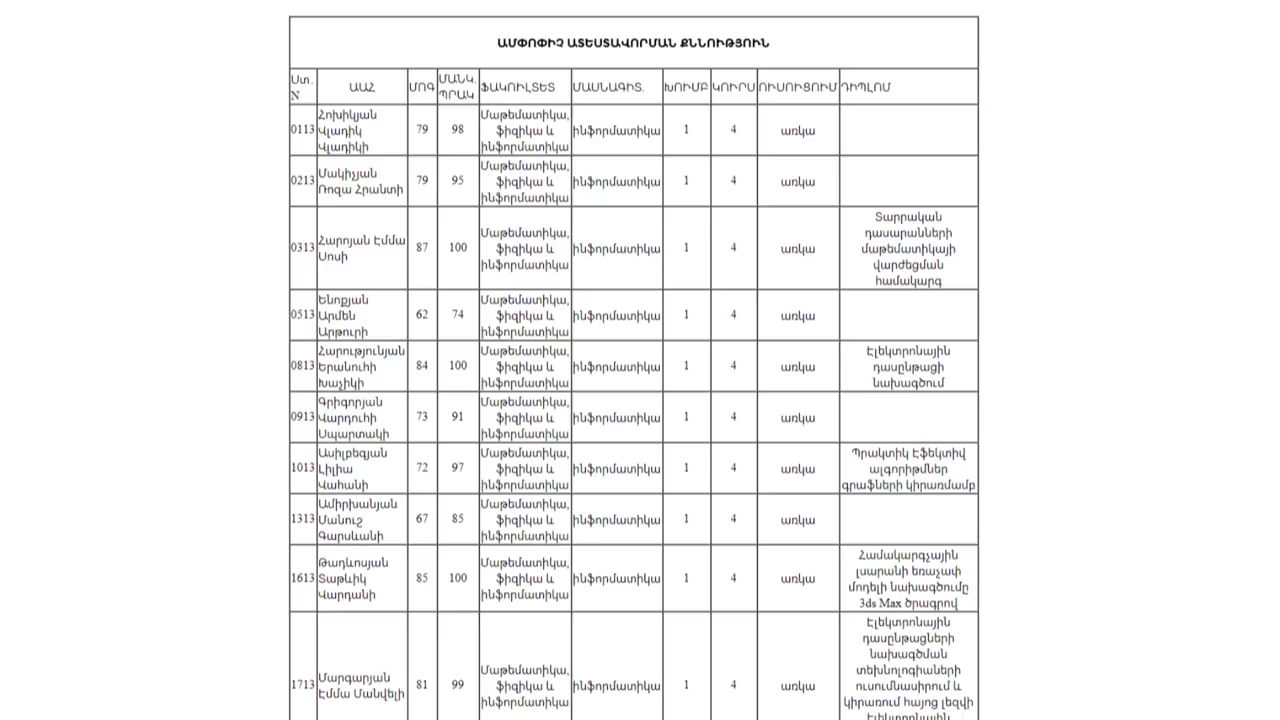 ԱՄՓՈՓԻՉ ԱՏԵՍՏԱՎՈՐՄԱՆ ՔՆՆՈՒԹՅՈՒՆ
Ստ. N ԱԱՀ ՄՈԳ ՄԱՆԿ. ՊՐԱԿ ՖԱԿՈՒԼՏԵՏ ՄԱՍՆԱԳԻՏ. ԽՈՒՄԲ ԿՈՒՐՍ ՈՒՍՈՒՑՈՒՄ ԴԻՊԼՈՄ
0113 Հոխիկյան Վլադիկ Վլադիկի 79 98 Մաթեմատիկա, ֆիզիկա և ինֆորմատիկա ինֆորմատիկա 1 4 առկա
0213 Մակիչյան Ռոզա Հրանտի 79 95 Մաթեմատիկա, ֆիզիկա և ինֆորմատիկա ինֆորմատիկա 1 4 առկա
0313 Հարոյան Էմմա Սոսի 87 100 Մաթեմատիկա, ֆիզիկա և ինֆորմատիկա ինֆորմատիկա 1 4 առկա Տարրական դասարանների մաթեմատիկայի վարժեցման համակարգ
0513 Ենոքյան Արմեն Արթուրի 62 74 Մաթեմատիկա, ֆիզիկա և ինֆորմատիկա ինֆորմատիկա 1 4 առկա
0813 Հարությունյան Երանուհի Խաչիկի 84 100 Մաթեմատիկա, ֆիզիկա և ինֆորմատիկա ինֆորմատիկա 1 4 առկա Էլեկտրոնային դասընթացի նախագծում
0913 Գրիգորյան Վարդուհի Սպարտակի 73 91 Մաթեմատիկա, ֆիզիկա և ինֆորմատիկա ինֆորմատիկա 1 4 առկա
1013 Ասիլբեգյան Լիլիա Վահանի 72 97 Մաթեմատիկա, ֆիզիկա և ինֆորմատիկա ինֆորմատիկա 1 4 առկա Պրակտիկ Էֆեկտիվ ալգորիթմներ գրաֆների կիրառմամբ
1313 Ամիրխանյան Մանուշ Գարսևանի 67 85 Մաթեմատիկա, ֆիզիկա և ինֆորմատիկա ինֆորմատիկա 1 4 առկա
1613 Թադևոսյան Տաթևիկ Վարդանի 85 100 Մաթեմատիկա, ֆիզիկա և ինֆորմատիկա ինֆորմատիկա 1 4 առկա Համակարգչային լսարանի եռաչափ մոդելի նախագծումը 3ds Max ծրագրով
1713 Մարգարյան Էմմա Մանվելի 81 99 Մաթեմատիկա, ֆիզիկա և ինֆորմատիկա ինֆորմատիկա 1 4 առկա Էլեկտրոնային դասընթացների նախագծման տեխնոլոգիաների ուսումնասիրում և կիրառում հայոց լեզվի Էլեկտրոնային